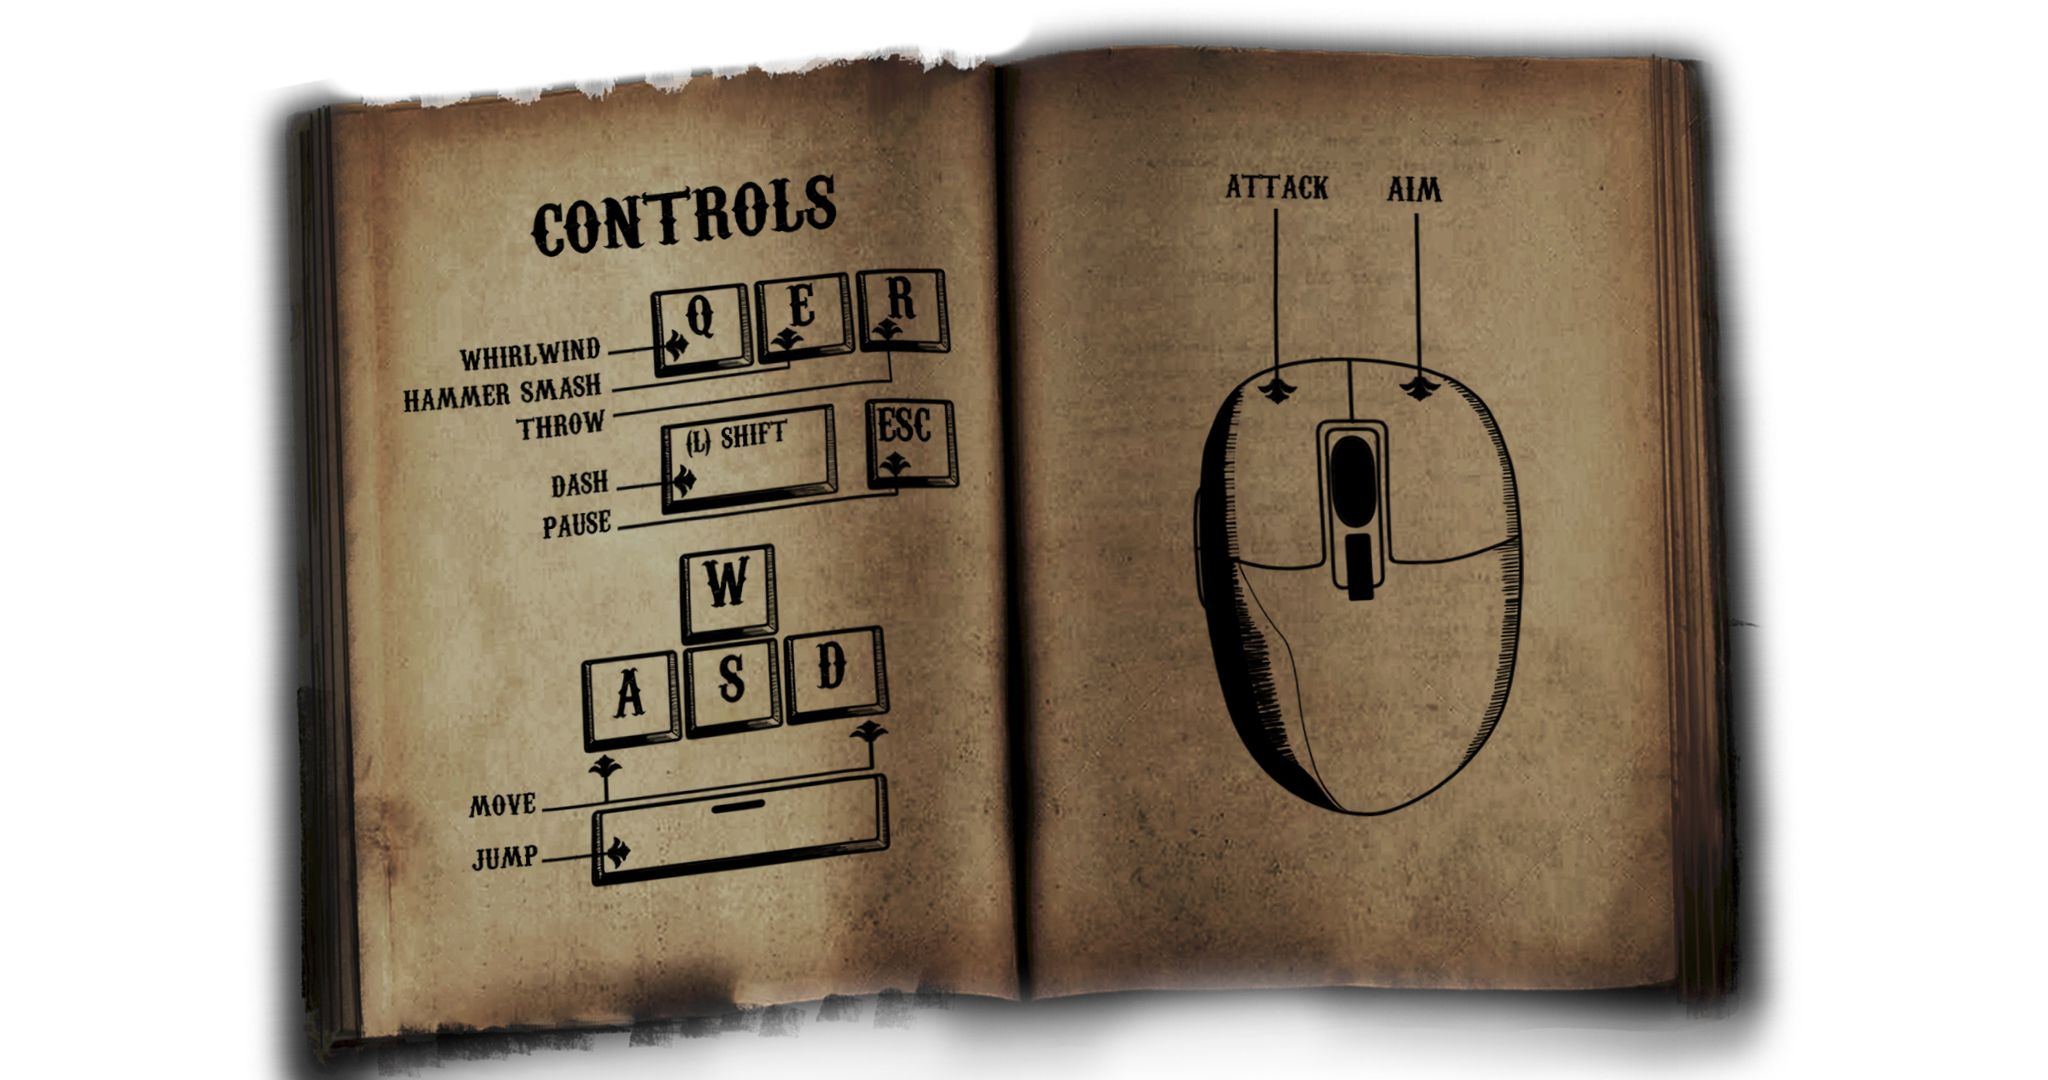 CONTROLS
Q E R
WHIRLWIND
HAMMER SMASH
THROW
(L) SHIFT ESC
DASH
PAUSE
W
A S D
MOVE
JUMP
ATTACK AIM